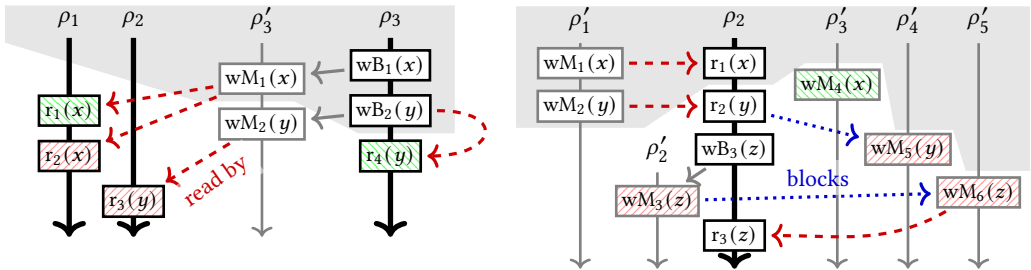 ρ₁ ρ₂ ρ′₃ ρ₃
wB₁(x)
wM₁(x)
r₁(x) wM₂(y) wB₂(y)
r₂(x) r₄(y)
read by
r₃(y)
ρ′₁ ρ₂ ρ′₃ ρ′₄ ρ′₅
wM₁(x) r₁(x)
wM₄(x)
wM₂(y) r₂(y)
ρ′₂ wB₃(z) wM₅(y)
blocks
wM₃(z) wM₆(z)
r₃(z)